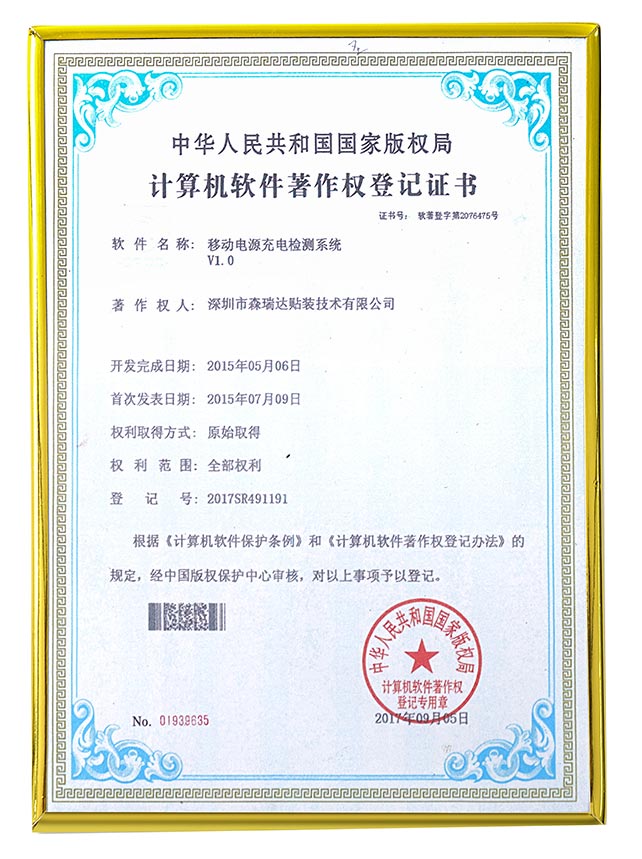 中华人民共和国国家版权局
计算机软件著作权登记证书
证书号： 软著登字第2076475号
软件名称： 移动电源充电检测系统
V1.0
著作权人： 深圳市森瑞达贴装技术有限公司
开发完成日期： 2015年05月06日
首次发表日期： 2015年07月09日
权利取得方式： 原始取得
权利范围： 全部权利
登记号： 2017SR491191
根据《计算机软件保护条例》和《计算机软件著作权登记办法》的
规定，经中国版权保护中心审核，对以上事项予以登记。
中华人民共和国国家版权局
计算机软件著作权
登记专用章
No. 01939635
2017年09月05日